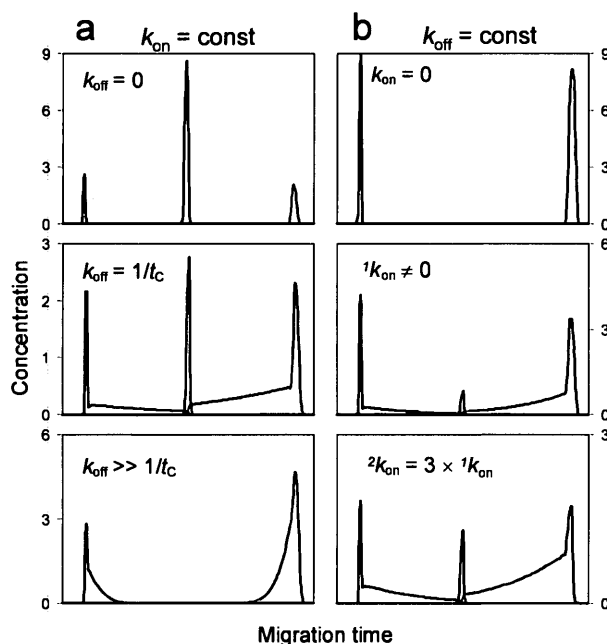 a
b
k_on = const
k_off = const
9
6
3
0
k_off = 0
k_on = 0
9
6
3
0
3
2
1
0
k_off = 1/t_C
¹k_on ≠ 0
6
3
0
6
3
0
k_off >> 1/t_C
²k_on = 3 × ¹k_on
3
0
Concentration
Migration time